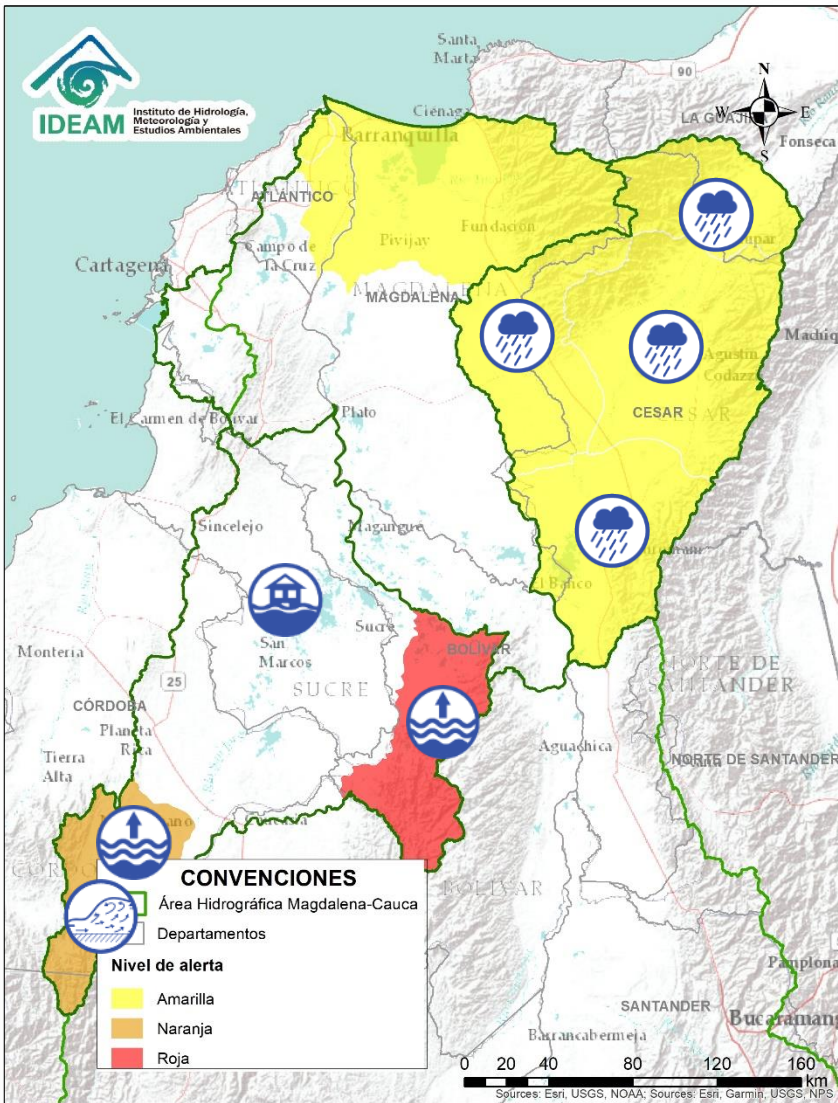 Santa
Marta
90
N
W
E
S
IDEAM
Instituto de Hidrología,
Meteorología y
Estudios Ambientales
Ciénaga
LA GUAJI
Fonseca
Barranquilla
ATLANTICO
Fundación
Pivijay
Campo de
la Cruz
Cartagena
MAGDALENA
Agustín
Codazzi
CESAR
El Carmen de Bolívar
Plato
Sincelejo
Magangue
El Banco
Sucre
San
Marcos
BOLÍVAR
Montería
25
SUCRE
NORTE DE
SANTANDER
CÓRDOBA
Planeta
Rica
Tierra
Alta
Aguachica
NORTE DE SANTANDER
CONVENCIONES
Área Hidrográfica Magdalena-Cauca
Departamentos
BOLÍVAR
Nivel de alerta
Amarilla
Naranja
Roja
Pamplona
SANTANDER
Bucaramang
Barrancabermeja
0 20 40 80 120 160
km
Sources: Esri, USGS, NOAA; Sources: Esri, Garmin, USGS, NPS